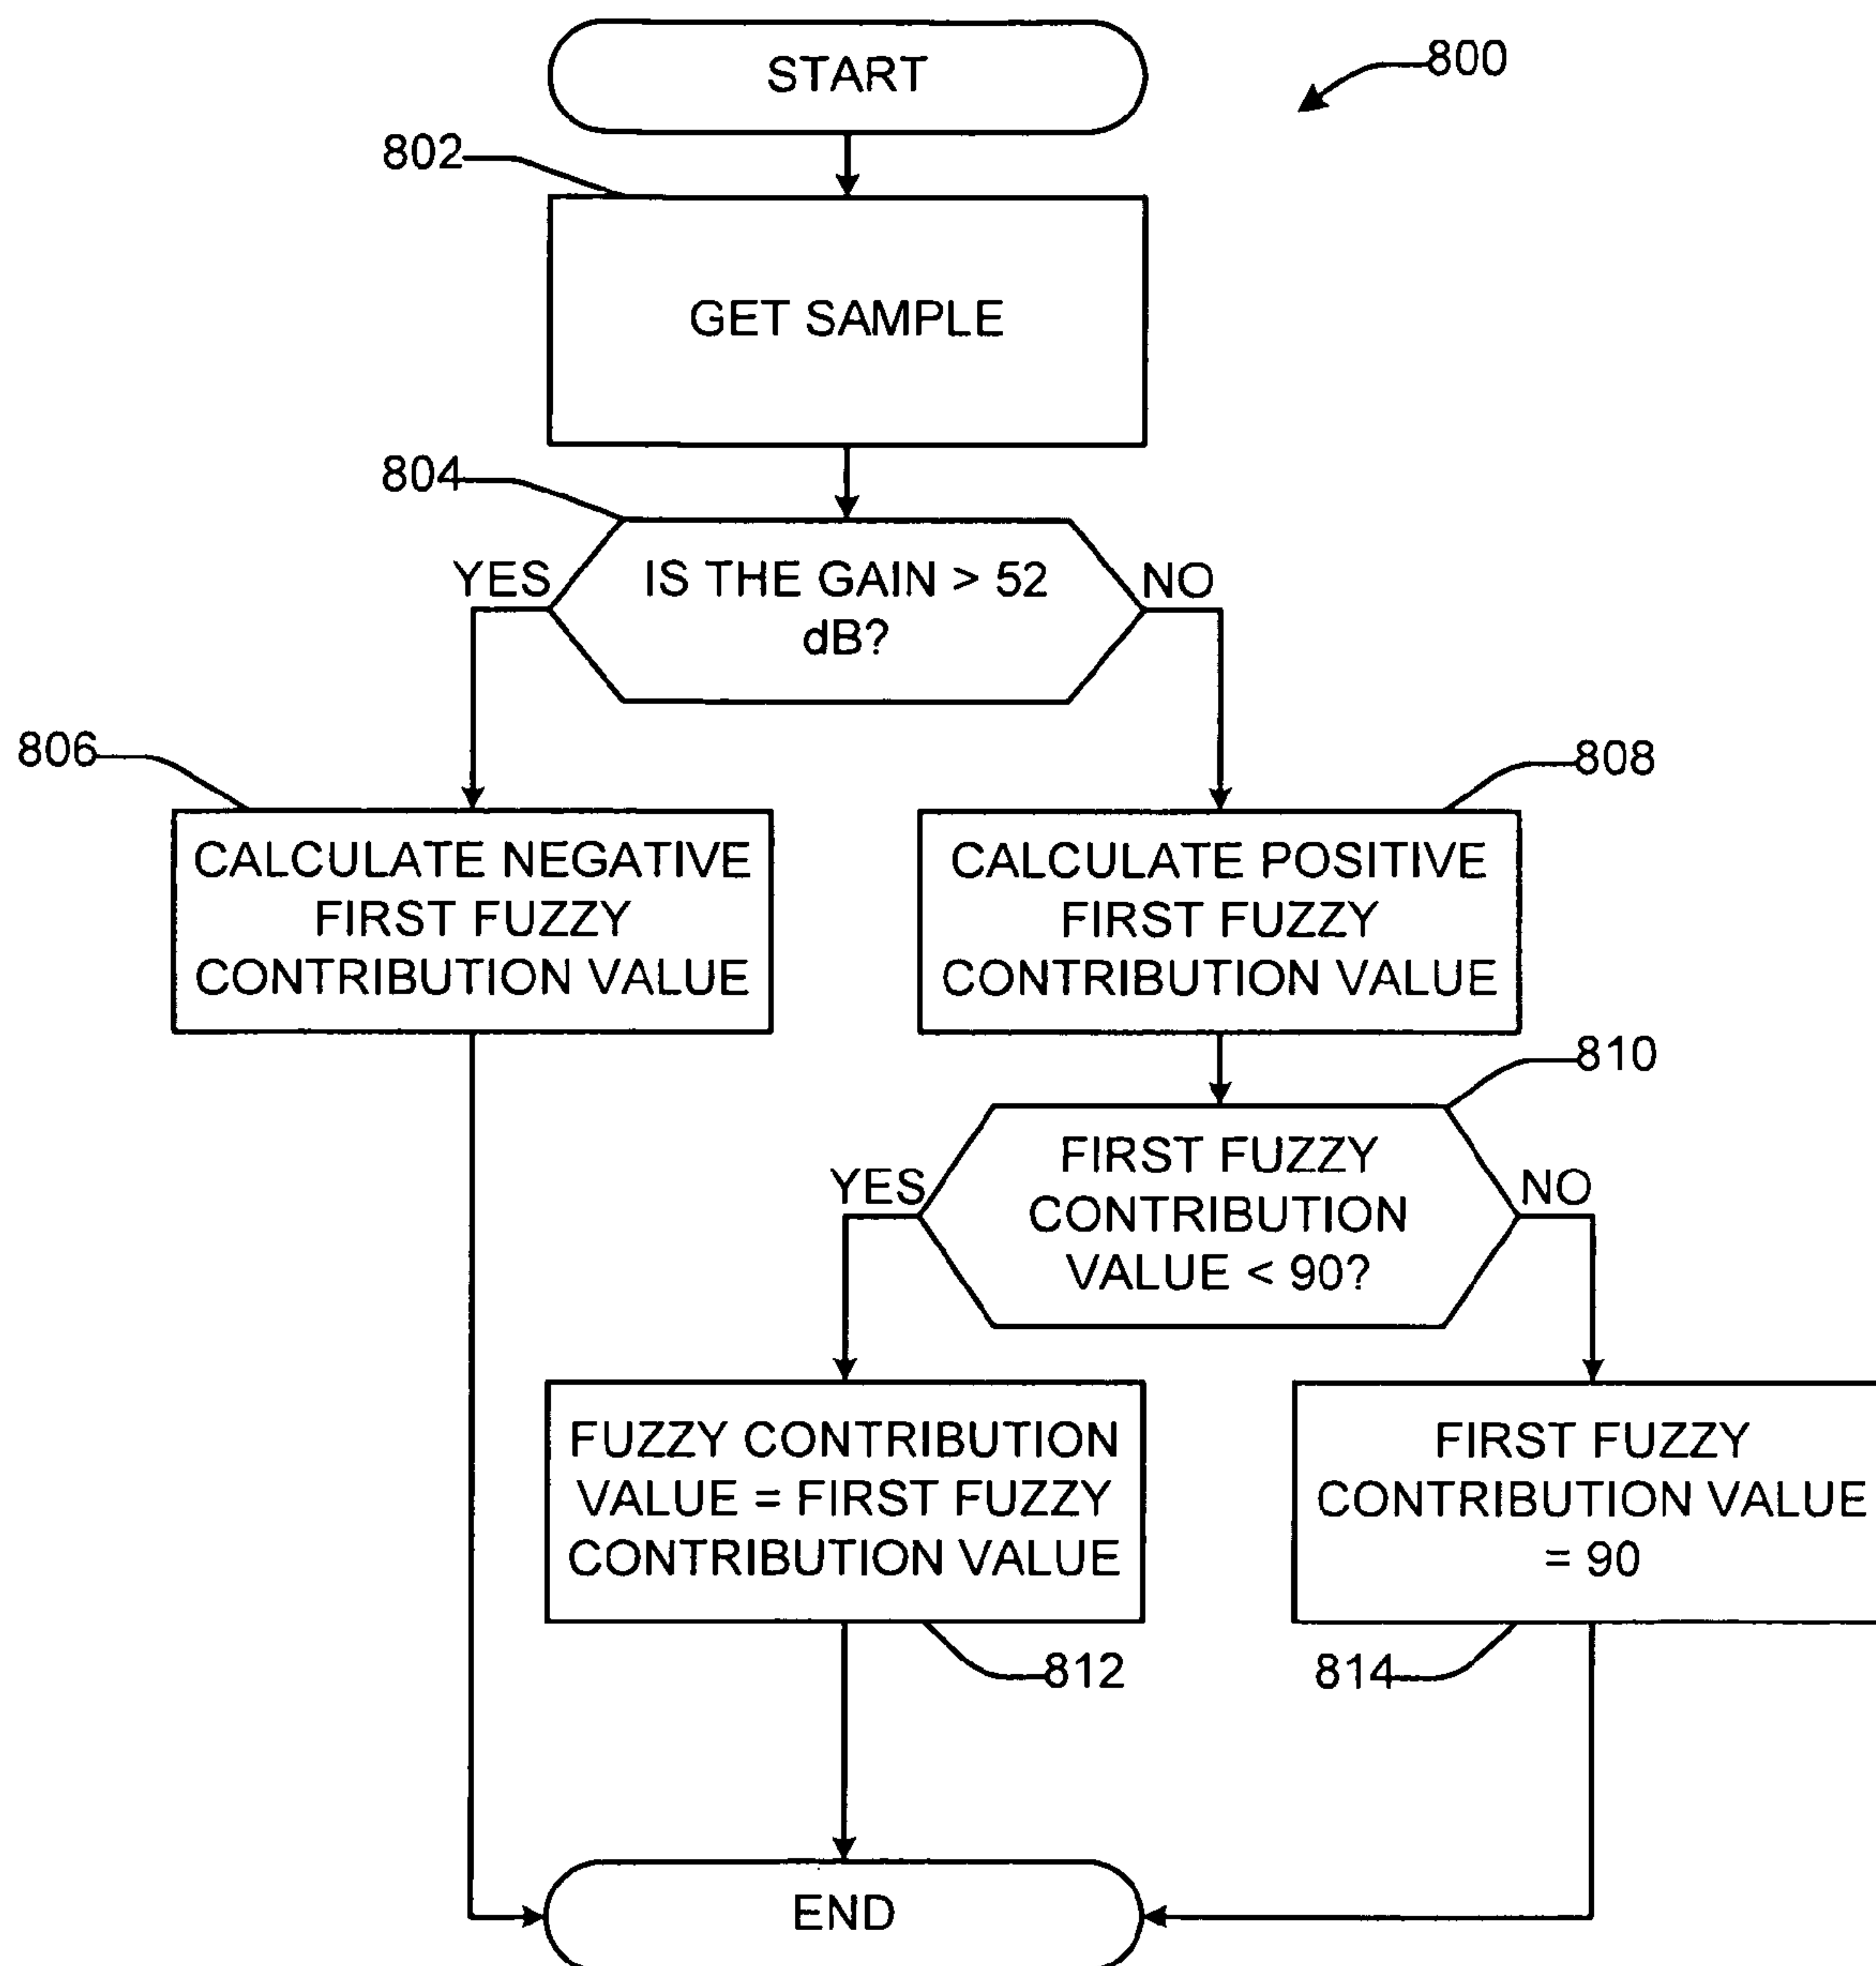 START
800
802
GET SAMPLE
804
YES
IS THE GAIN > 52
dB?
NO
806
808
CALCULATE NEGATIVE
FIRST FUZZY
CONTRIBUTION VALUE
CALCULATE POSITIVE
FIRST FUZZY
CONTRIBUTION VALUE
810
YES
FIRST FUZZY
CONTRIBUTION
VALUE < 90?
NO
FUZZY CONTRIBUTION
VALUE = FIRST FUZZY
CONTRIBUTION VALUE
FIRST FUZZY
CONTRIBUTION VALUE
= 90
812
814
END